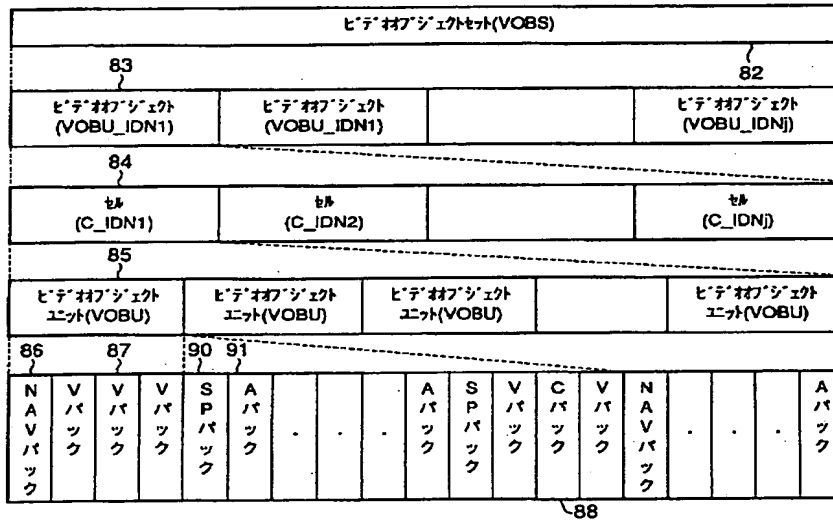 ビデオオブジェクトセット(VOBS)
83
82
ビデオオブジェクト
(VOBU_IDN1)
ビデオオブジェクト
(VOBU_IDN1)
ビデオオブジェクト
(VOBU_IDNj)
84
セル
(C_IDN1)
セル
(C_IDN2)
セル
(C_IDNj)
85
ビデオオブジェクト
ユニット(VOBU)
ビデオオブジェクト
ユニット(VOBU)
ビデオオブジェクト
ユニット(VOBU)
ビデオオブジェクト
ユニット(VOBU)
86
87
90
91
NAVパック
Vパック
Vパック
Vパック
SPパック
Aパック
.
.
.
Aパック
SPパック
Vパック
Cパック
Vパック
NAVパック
.
.
.
Aパック
88